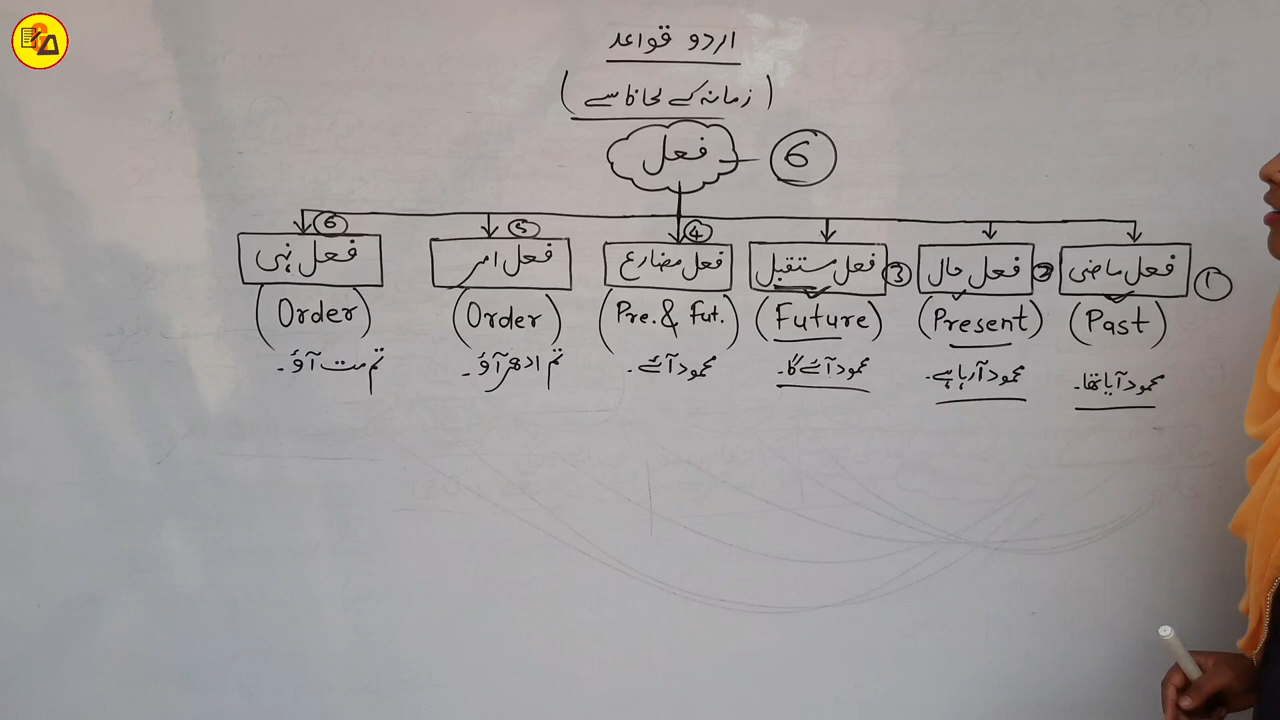 اردو قواعد
(زمانہ کے لحاظ سے)
فعل - 6
1 فعل ماضی
(Past)
محمود آیا تھا۔
2 فعل حال
(Present)
محمود آ رہا ہے۔
3 فعل مستقبل
(Future)
محمود آئے گا۔
4 فعل مضارع
(Pre. & Fut.)
محمود آئے۔
5 فعل امر
(Order)
تم ادھر آؤ۔
6 فعل نہی
(Order)
تم مت آؤ۔